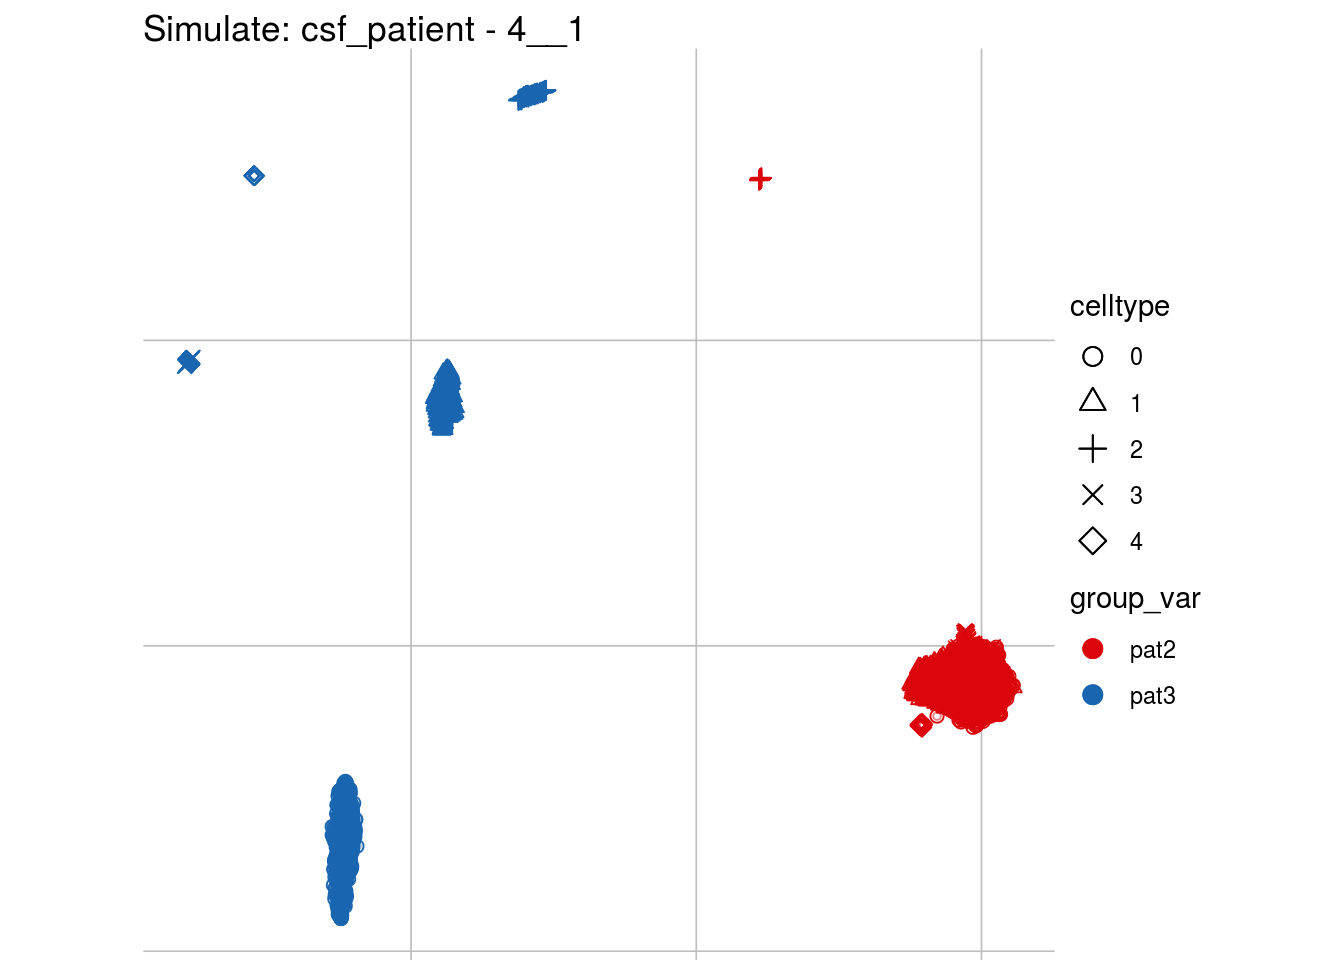 Simulate: csf_patient - 4__1
celltype
0
1
2
3
4
group_var
pat2
pat3